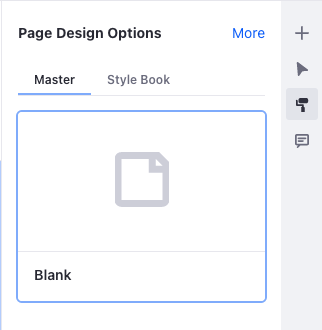 Page Design Options More
Master Style Book
Blank